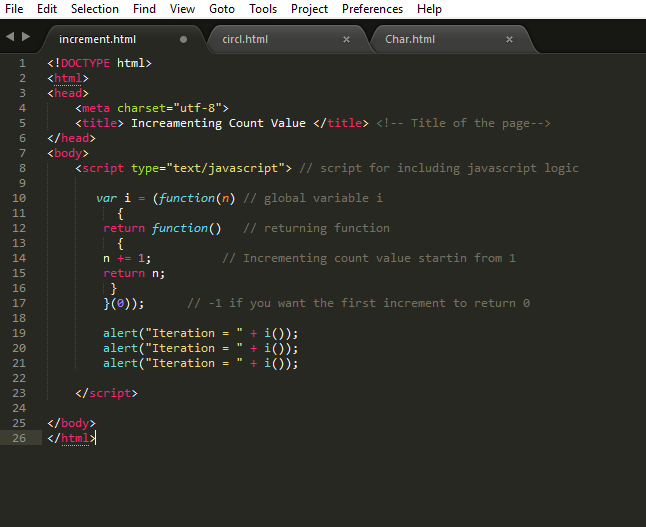 File Edit Selection Find View Goto Tools Project Preferences Help
increment.html circl.html Char.html
1 <!DOCTYPE html>
2 <html>
3 <head>
4 <meta charset="utf-8">
5 <title> Increamenting Count Value </title> <!-- Title of the page-->
6 </head>
7 <body>
8 <script type="text/javascript"> // script for including javascript logic
9
10 var i = (function(n) // global variable i
11 {
12 return function() // returning function
13 {
14 n += 1; // Incrementing count value startin from 1
15 return n;
16 }
17 }(0)); // -1 if you want the first increment to return 0
18
19 alert("Iteration = " + i());
20 alert("Iteration = " + i());
21 alert("Iteration = " + i());
22
23 </script>
24
25 </body>
26 </html>